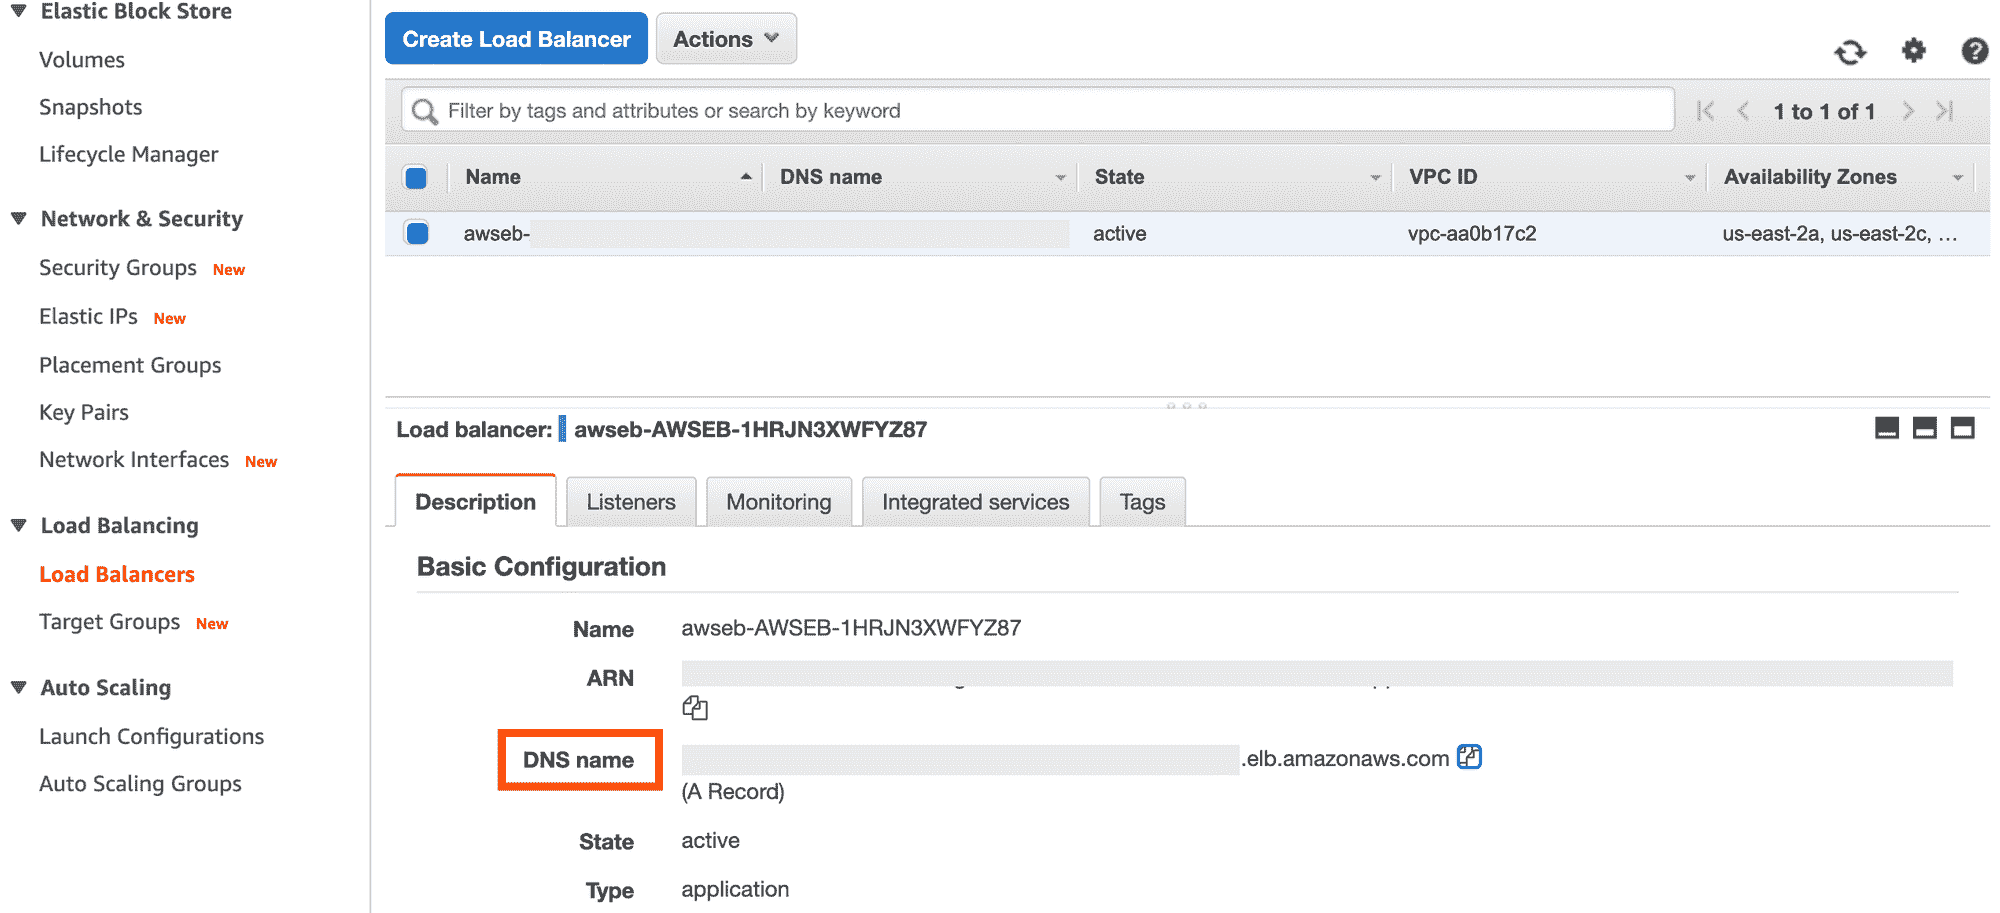 Elastic Block Store
Volumes
Snapshots
Lifecycle Manager
Network & Security
Security Groups New
Elastic IPs New
Placement Groups
Key Pairs
Network Interfaces New
Load Balancing
Load Balancers
Target Groups New
Auto Scaling
Launch Configurations
Auto Scaling Groups
Create Load Balancer Actions
Filter by tags and attributes or search by keyword 1 to 1 of 1
Name DNS name State VPC ID Availability Zones
awseb- active vpc-aa0b17c2 us-east-2a, us-east-2c, ...
Load balancer: awseb-AWSEB-1HRJN3XWFYZ87
Description Listeners Monitoring Integrated services Tags
Basic Configuration
Name awseb-AWSEB-1HRJN3XWFYZ87
ARN
DNS name .elb.amazonaws.com
(A Record)
State active
Type application